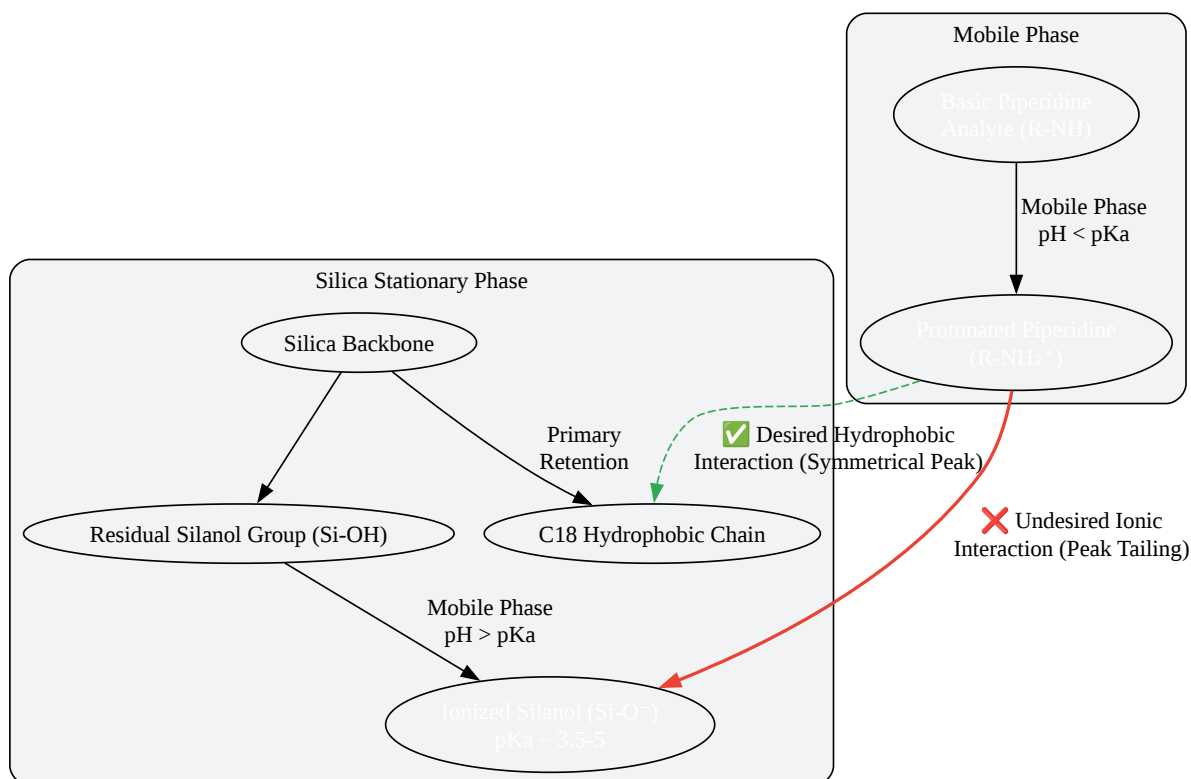 Mobile Phase
Basic Piperidine
Analyte (R-NH)
Mobile Phase
pH < pKa
Protonated Piperidine
(R-NH₂⁺)
Silica Stationary Phase
Silica Backbone
Primary
Retention
✅ Desired Hydrophobic
Interaction (Symmetrical Peak)
Residual Silanol Group (Si-OH)
C18 Hydrophobic Chain
❌ Undesired Ionic
Interaction (Peak Tailing)
Mobile Phase
pH > pKa
Ionized Silanol (Si-O⁻)
pKa ~ 3.5-5